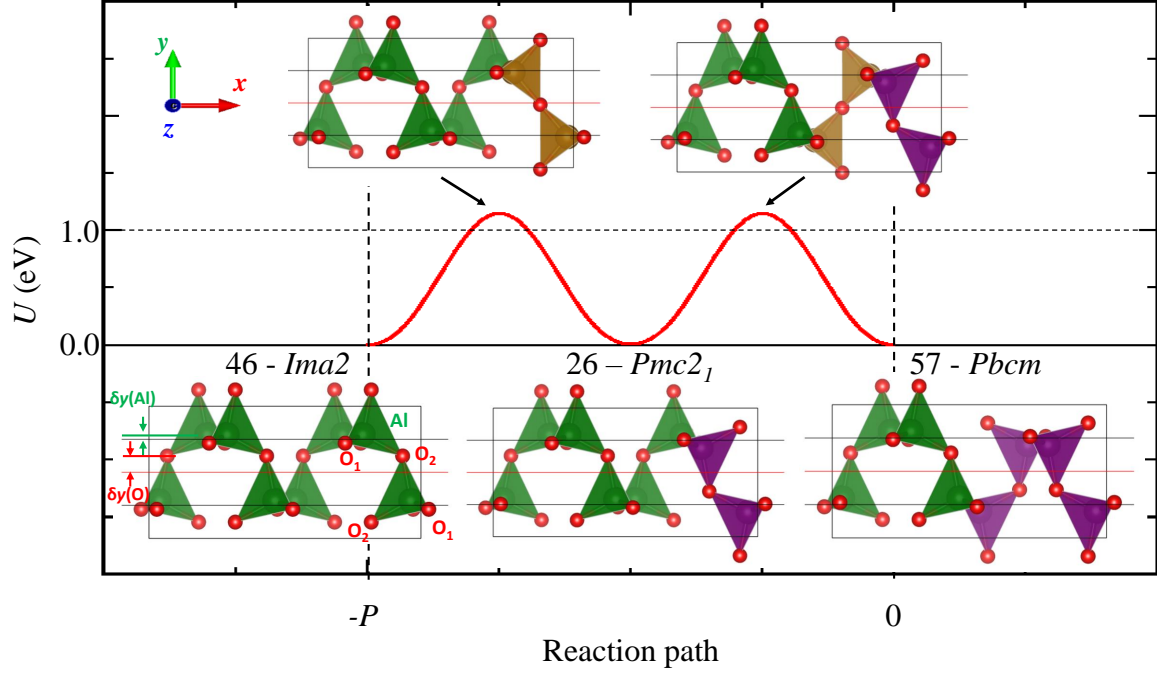 y
x
z
U (eV)
1.0
0.0
46 - Ima2
26 – Pmc2₁
57 - Pbcm
δy(Al)
δy(O)
Al
O₁
O₂
O₂
O₁
-P
0
Reaction path